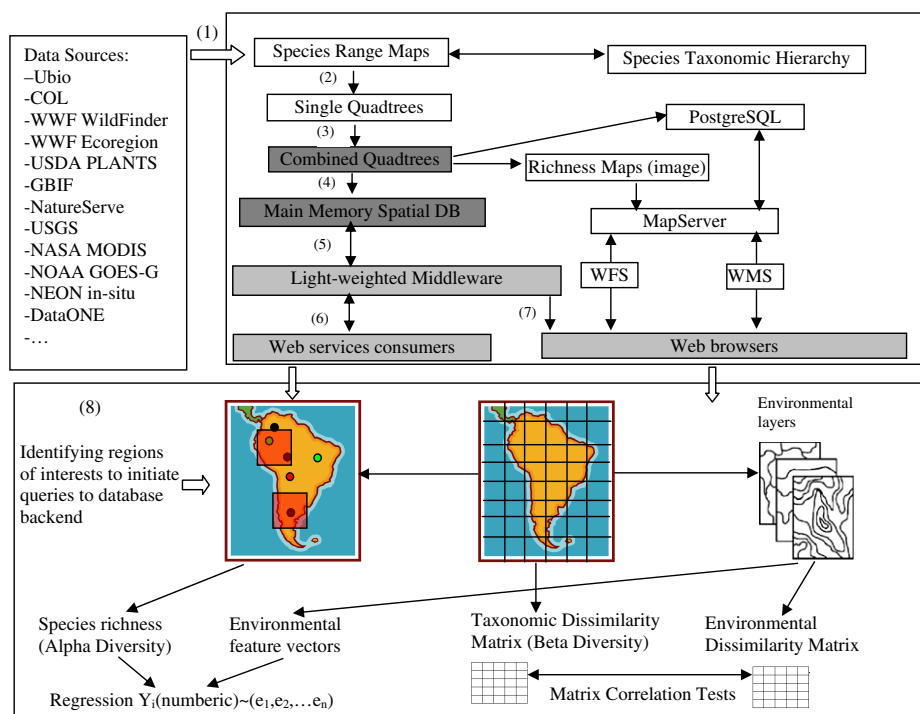 (1)
Data Sources:
–Ubio
-COL
-WWF WildFinder
-WWF Ecoregion
-USDA PLANTS
-GBIF
-NatureServe
-USGS
-NASA MODIS
-NOAA GOES-G
-NEON in-situ
-DataONE
-…
Species Range Maps
Species Taxonomic Hierarchy
(2)
Single Quadtrees
(3)
PostgreSQL
Combined Quadtrees
Richness Maps (image)
(4)
Main Memory Spatial DB
MapServer
(5)
Light-weighted Middleware
WFS
WMS
(6)
(7)
Web services consumers
Web browsers
(8)
Identifying regions
of interests to initiate
queries to database
backend
Environmental
layers
Species richness
(Alpha Diversity)
Environmental
feature vectors
Taxonomic Dissimilarity
Matrix (Beta Diversity)
Environmental
Dissimilarity Matrix
Regression Yi(numberic)~(e1,e2,…en)
Matrix Correlation Tests